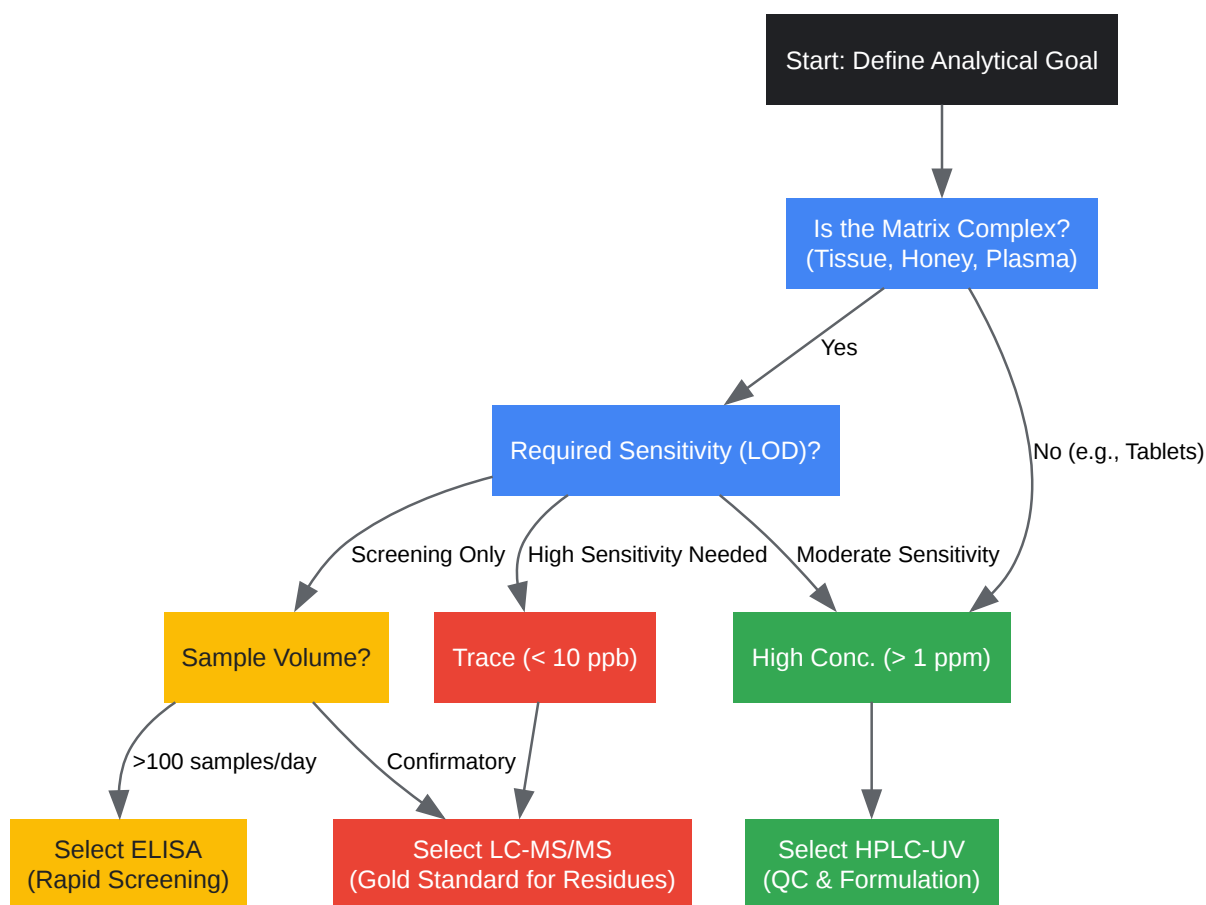 Start: Define Analytical Goal
Is the Matrix Complex?
(Tissue, Honey, Plasma)
Yes
No (e.g., Tablets)
Required Sensitivity (LOD)?
Screening Only
High Sensitivity Needed
Moderate Sensitivity
Sample Volume?
Trace (< 10 ppb)
High Conc. (> 1 ppm)
>100 samples/day
Confirmatory
Select ELISA
(Rapid Screening)
Select LC-MS/MS
(Gold Standard for Residues)
Select HPLC-UV
(QC & Formulation)